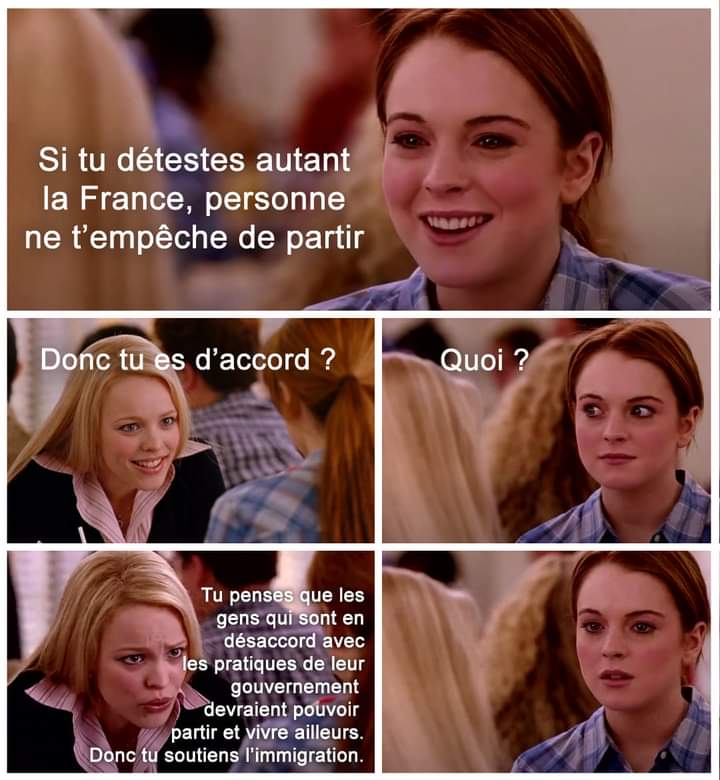 Si tu détestes autant
la France, personne
ne t'empêche de partir
Donc tu es d'accord ?
Quoi ?
Tu penses que les
gens qui sont en
désaccord avec
les pratiques de leur
gouvernement
devraient pouvoir
partir et vivre ailleurs.
Donc tu soutiens l'immigration.